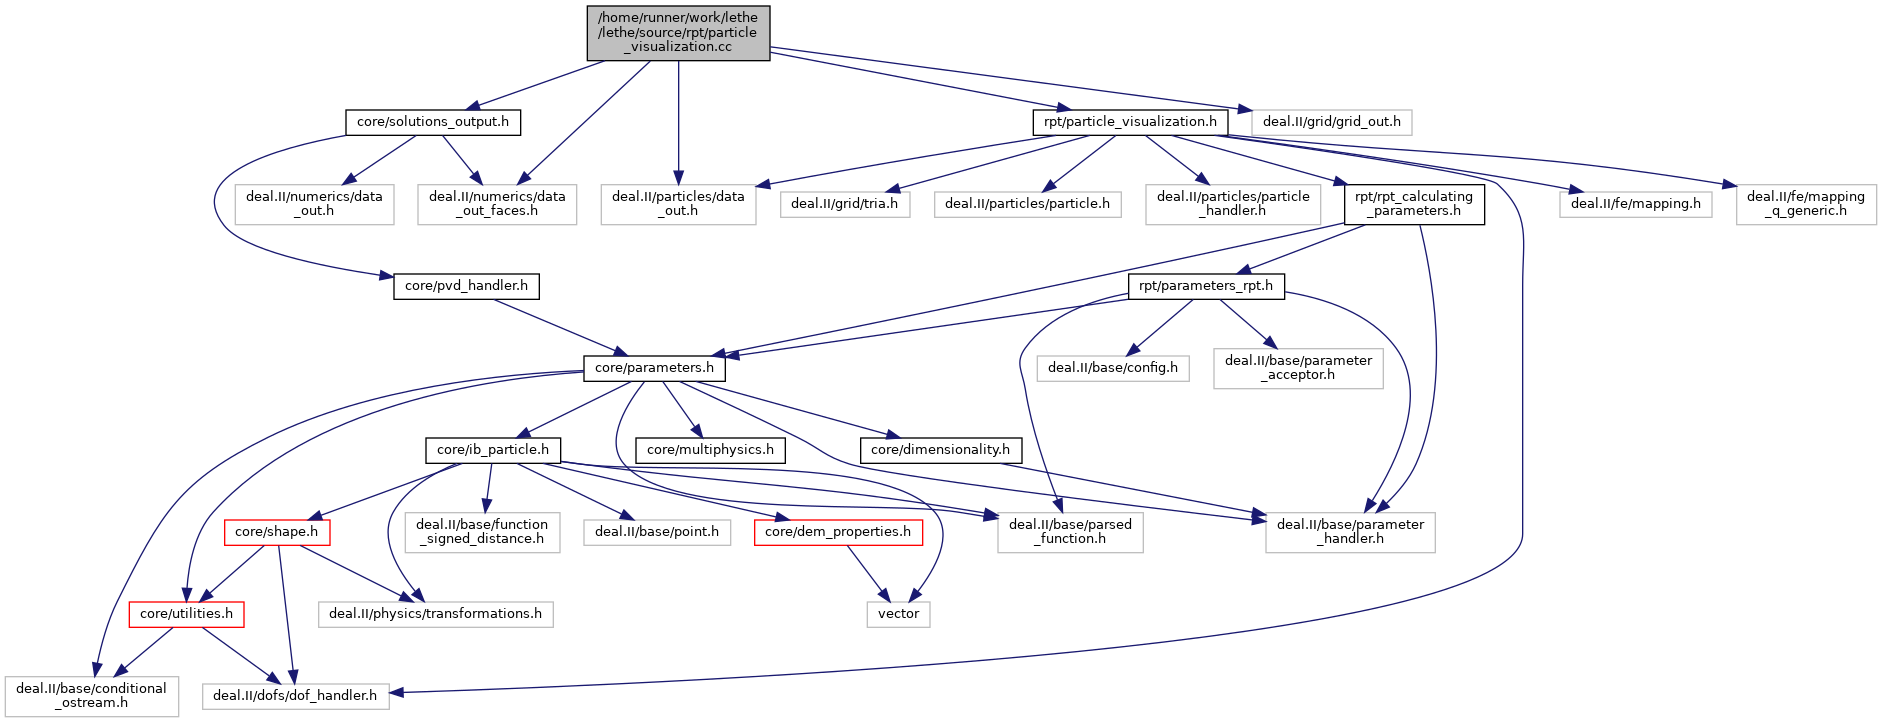 /home/runner/work/lethe
/lethe/source/rpt/particle
_visualization.cc
core/solutions_output.h
rpt/particle_visualization.h
deal.II/grid/grid_out.h
deal.II/numerics/data
_out.h
deal.II/numerics/data
_out_faces.h
deal.II/particles/data
_out.h
deal.II/grid/tria.h
deal.II/particles/particle.h
deal.II/particles/particle
_handler.h
rpt/rpt_calculating
_parameters.h
deal.II/fe/mapping.h
deal.II/fe/mapping
_q_generic.h
core/pvd_handler.h
rpt/parameters_rpt.h
core/parameters.h
deal.II/base/config.h
deal.II/base/parameter
_acceptor.h
core/ib_particle.h
core/multiphysics.h
core/dimensionality.h
core/shape.h
deal.II/base/function
_signed_distance.h
deal.II/base/point.h
core/dem_properties.h
deal.II/base/parsed
_function.h
deal.II/base/parameter
_handler.h
core/utilities.h
deal.II/physics/transformations.h
vector
deal.II/base/conditional
_ostream.h
deal.II/dofs/dof_handler.h